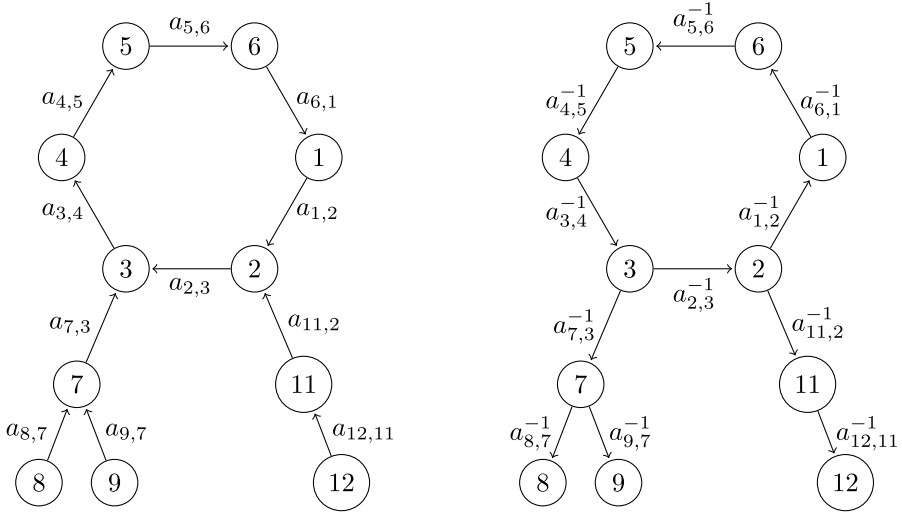 a_{5,6}
5 6
a_{4,5} a_{6,1}
4 1
a_{3,4} a_{1,2}
3 2
a_{2,3}
a_{7,3} a_{11,2}
7 11
a_{8,7} a_{9,7} a_{12,11}
8 9 12
a_{5,6}^{-1}
5 6
a_{4,5}^{-1} a_{6,1}^{-1}
4 1
a_{3,4}^{-1} a_{1,2}^{-1}
3 2
a_{2,3}^{-1}
a_{7,3}^{-1} a_{11,2}^{-1}
7 11
a_{8,7}^{-1} a_{9,7}^{-1} a_{12,11}^{-1}
8 9 12